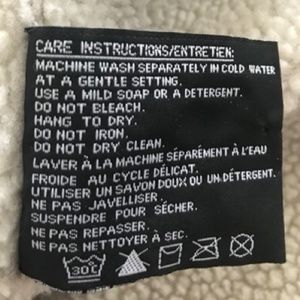 CARE INSTRUCTIONS/ENTRETIEN:
MACHINE WASH SEPARATELY IN COLD WATER
AT A GENTLE SETTING.
USE A MILD SOAP OR A DETERGENT.
DO NOT BLEACH.
HANG TO DRY.
DO NOT IRON.
DO NOT DRY CLEAN.
LAVER À LA MACHINE SÉPARÉMENT À L'EAU
FROIDE AU CYCLE DÉLICAT.
UTILISER UN SAVON DOUX OU UN DÉTERGENT.
NE PAS JAVELLISER.
SUSPENDRE POUR SÉCHER.
NE PAS REPASSER.
NE PAS NETTOYER À SEC.
30°C